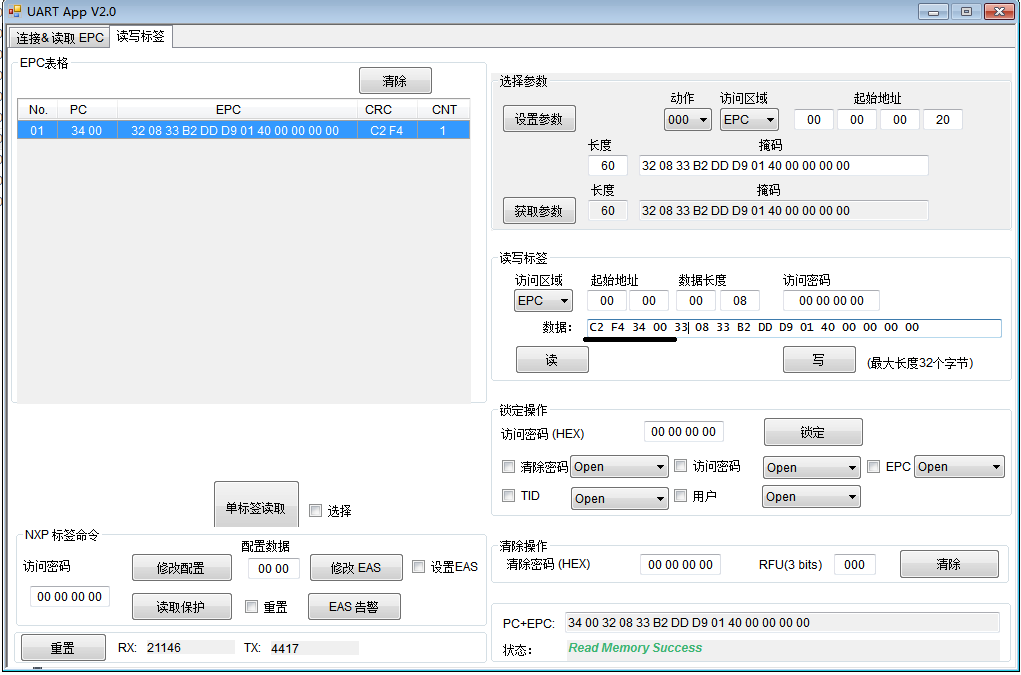 UART App V2.0
连接&读取 EPC 读写标签
EPC表格
清除
No. PC EPC CRC CNT
01 34 00 32 08 33 B2 DD D9 01 40 00 00 00 00 C2 F4 1
单标签读取 选择
NXP 标签命令
访问密码
00 00 00 00
修改配置
配置数据
00 00
修改 EAS
设置EAS
读取保护
重置
EAS 告警
重置 RX: 21146 TX: 4417
选择参数
设置参数
动作 访问区域 起始地址
000 EPC 00 00 00 20
长度 掩码
60 32 08 33 B2 DD D9 01 40 00 00 00 00
长度 掩码
获取参数 60 32 08 33 B2 DD D9 01 40 00 00 00 00
读写标签
访问区域 起始地址 数据长度 访问密码
EPC 00 00 00 08 00 00 00 00
数据: C2 F4 34 00 33 08 33 B2 DD D9 01 40 00 00 00 00
读 写 (最大长度32个字节)
锁定操作
访问密码 (HEX) 00 00 00 00 锁定
清除密码 Open 访问密码 Open EPC Open
TID Open 用户 Open
清除操作
清除密码 (HEX) 00 00 00 00 RFU(3 bits) 000 清除
PC+EPC: 34 00 32 08 33 B2 DD D9 01 40 00 00 00 00
状态: Read Memory Success